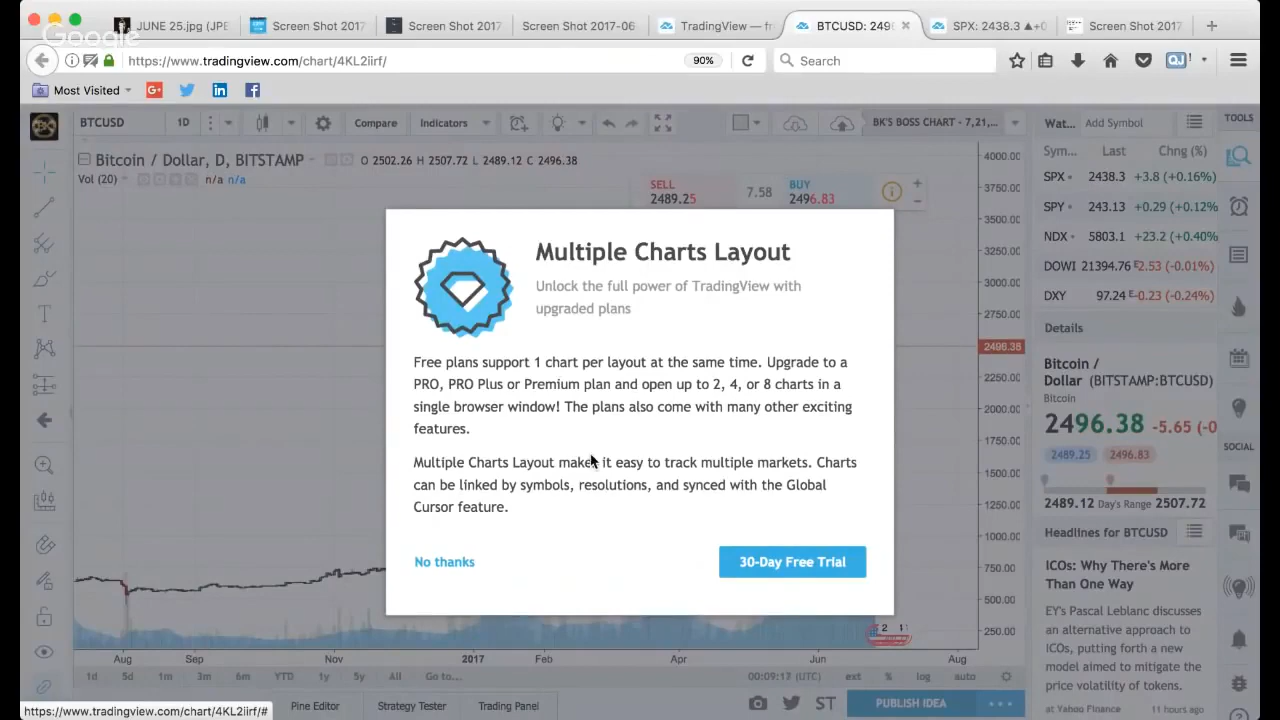 JUNE 25.jpg (JPE
Screen Shot 2017
Screen Shot 2017
Screen Shot 2017-06
TradingView — fr
BTCUSD: 249
SPX: 2438.3 ▲+0
Screen Shot 2017
Google
https://www.tradingview.com/chart/4KL2iirf/
90%
Search
Most Visited
BTCUSD
1D
Compare
Indicators
BK'S BOSS CHART - 7,21,...
Wat...
Add Symbol
TOOLS
Bitcoin / Dollar, D, BITSTAMP
O 2502.26 H 2507.72 L 2489.12 C 2496.38
Vol (20)
n/a n/a
SELL
2489.25
7.58
BUY
2496.83
4000.00
3750.00
3500.00
3250.00
3000.00
2750.00
2496.38
2250.00
2000.00
1750.00
1500.00
1250.00
1000.00
750.00
500.00
250.00
Sym... Last Chng (%)
SPX 2438.3 +3.8 (+0.16%)
SPY 243.13 +0.29 (+0.12%
NDX 5803.1 +23.2 (+0.40%
DOWI 21394.76 E-2.53 (-0.01%)
DXY 97.24 E-0.23 (-0.24%)
Details
Bitcoin /
Dollar (BITSTAMP:BTCUSD)
Bitcoin
2496.38 -5.65 (-0
2489.25 2496.83
2489.12 Day's Range 2507.72
Headlines for BTCUSD
SOCIAL
ICOs: Why There's More
Than One Way
EY's Pascal Leblanc discusses
an alternative approach to
ICOs, putting forth a new
model aimed to mitigate the
price volatility of tokens.
at Yahoo Finance 11 hours ago
Multiple Charts Layout
Unlock the full power of TradingView with
upgraded plans
Free plans support 1 chart per layout at the same time. Upgrade to a
PRO, PRO Plus or Premium plan and open up to 2, 4, or 8 charts in a
single browser window! The plans also come with many other exciting
features.
Multiple Charts Layout makes it easy to track multiple markets. Charts
can be linked by symbols, resolutions, and synced with the Global
Cursor feature.
No thanks
30-Day Free Trial
Aug Sep Nov 2017 Feb Apr Jun Aug
1d 5d 1m 3m 6m YTD 1y 5y All Go to...
00:09:17 (UTC)
ext % log auto
https://www.tradingview.com/chart/4KL2iirf/#
Pine Editor
Strategy Tester
Trading Panel
ST
PUBLISH IDEA